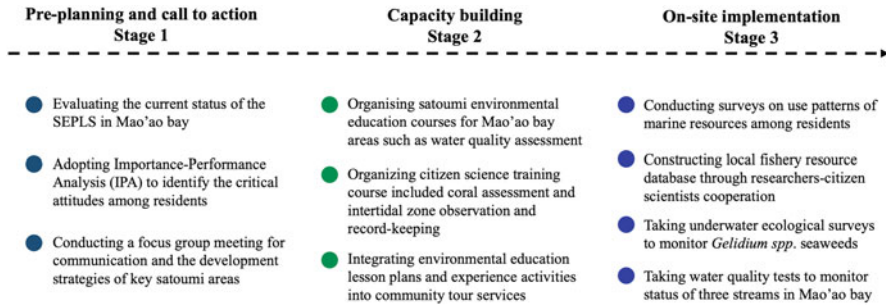 Pre-planning and call to action
Stage 1
Evaluating the current status of the
SEPLS in Mao'ao bay
Adopting Importance-Performance
Analysis (IPA) to identify the critical
attitudes among residents
Conducting a focus group meeting for
communication and the development
strategies of key satoumi areas
Capacity building
Stage 2
Organising satoumi environmental
education courses for Mao'ao bay
areas such as water quality assessment
Organizing citizen science training
course included coral assessment and
intertidal zone observation and
record-keeping
Integrating environmental education
lesson plans and experience activities
into community tour services
On-site implementation
Stage 3
Conducting surveys on use patterns of
marine resources among residents
Constructing local fishery resource
database through researchers-citizen
scientists cooperation
Taking underwater ecological surveys
to monitor Gelidium spp. seaweeds
Taking water quality tests to monitor
status of three streams in Mao'ao bay